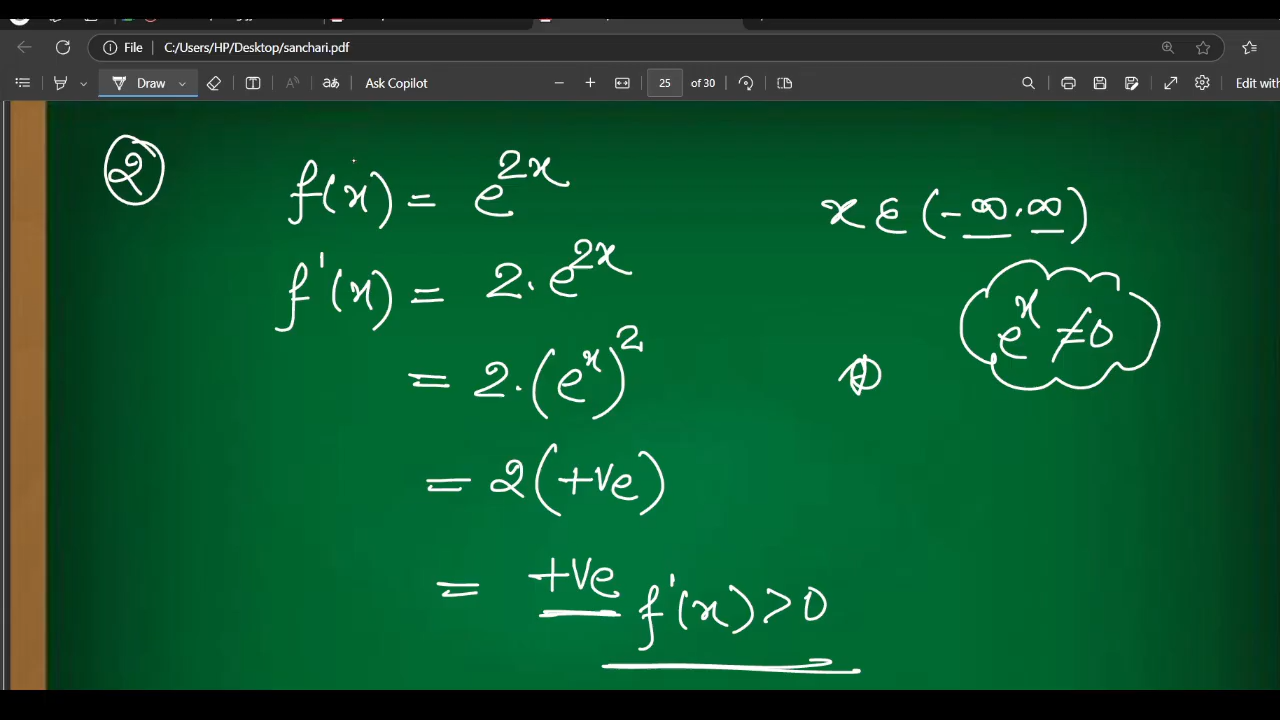 File C:/Users/HP/Desktop/sanchari.pdf
Draw Ask Copilot 25 of 30 Edit with
②
f(x) = e^{2x}
x ∈ (-∞, ∞)
f'(x) = 2·e^{2x}
e^x ≠ 0
= 2·(e^x)^2
= 2(+ve)
= +ve f'(x) > 0